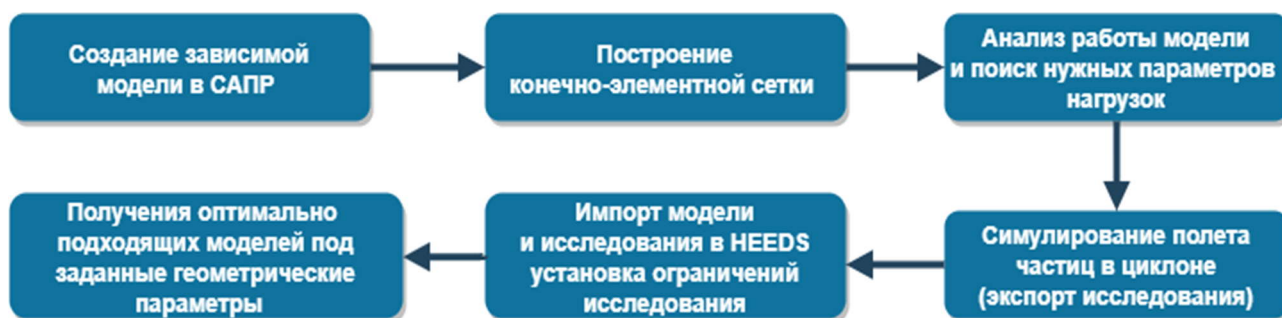 Создание зависимой
модели в САПР
Построение
конечно-элементной сетки
Анализ работы модели
и поиск нужных параметров
нагрузок
Симулирование полета
частиц в циклоне
(экспорт исследования)
Импорт модели
и исследования в HEEDS
установка ограничений
исследования
Получения оптимально
подходящих моделей под
заданные геометрические
параметры